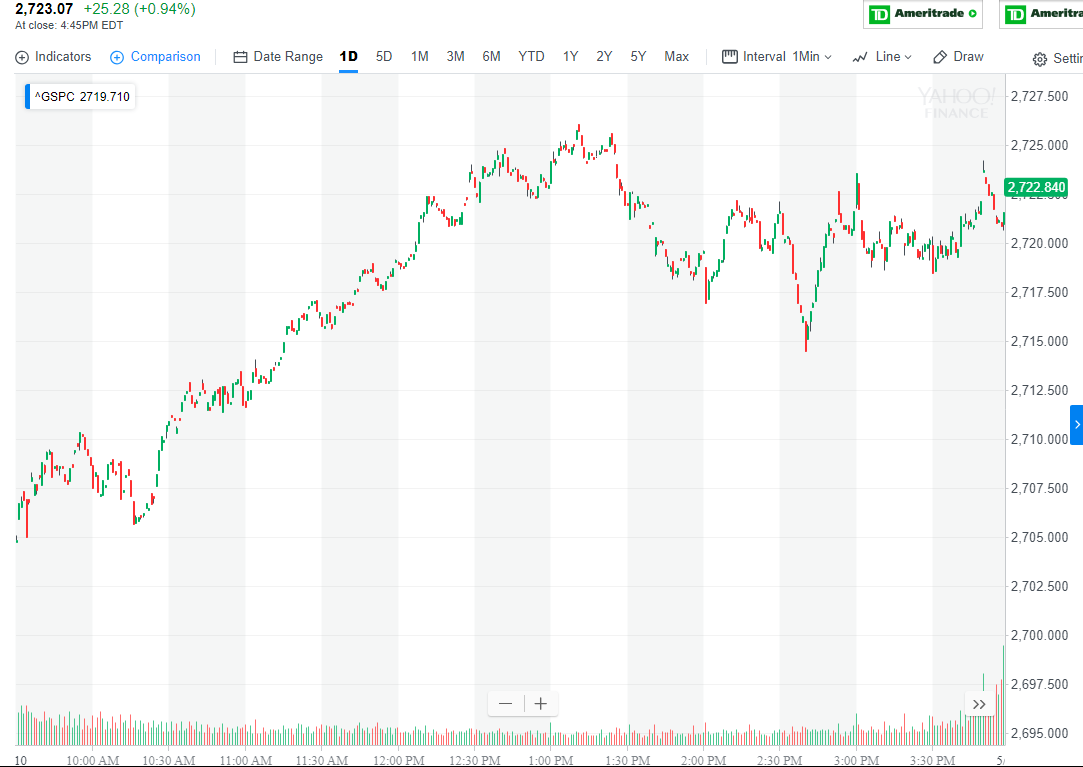 2,723.07 +25.28 (+0.94%)
At close: 4:45PM EDT
TD Ameritrade
TD Ameritra
Indicators Comparison Date Range 1D 5D 1M 3M 6M YTD 1Y 2Y 5Y Max Interval 1Min Line Draw Settin
^GSPC 2719.710
YAHOO!
FINANCE
2,727.500
2,725.000
2,722.840
2,722.500
2,720.000
2,717.500
2,715.000
2,712.500
2,710.000
2,707.500
2,705.000
2,702.500
2,700.000
2,697.500
2,695.000
10 10:00 AM 10:30 AM 11:00 AM 11:30 AM 12:00 PM 12:30 PM 1:00 PM 1:30 PM 2:00 PM 2:30 PM 3:00 PM 3:30 PM 5/